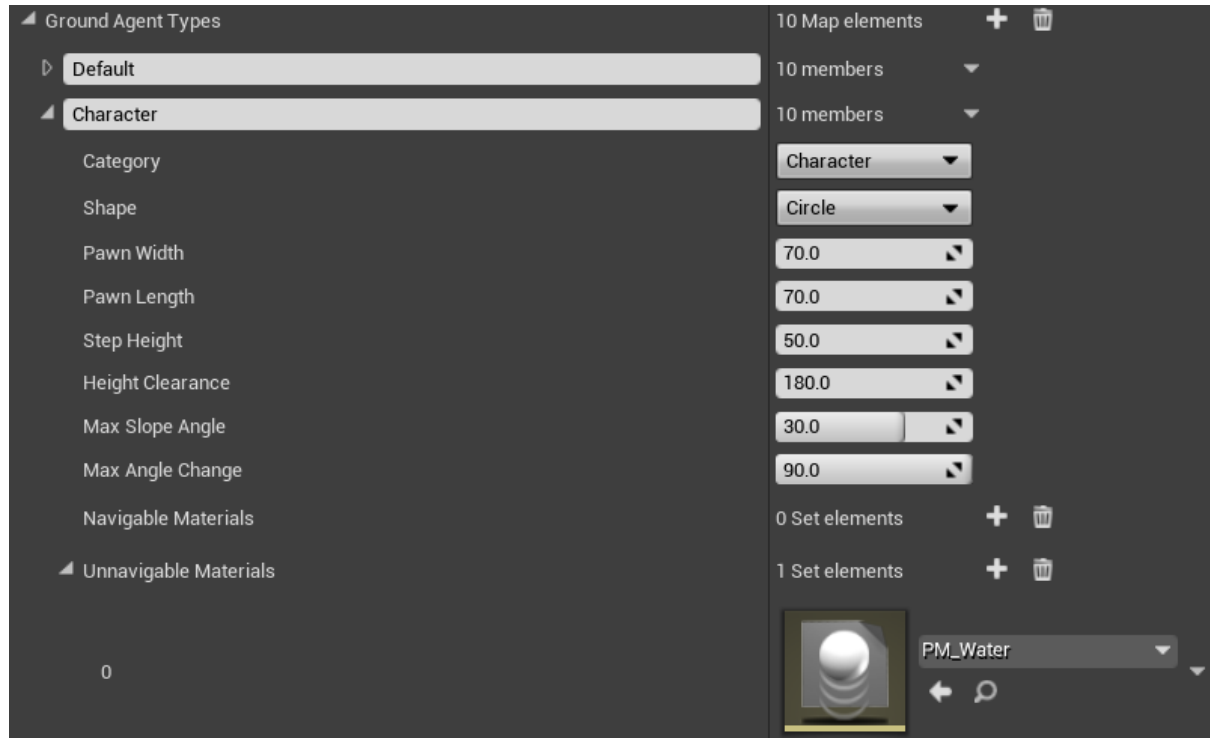 Ground Agent Types 10 Map elements
Default 10 members
Character 10 members
Category Character
Shape Circle
Pawn Width 70.0
Pawn Length 70.0
Step Height 50.0
Height Clearance 180.0
Max Slope Angle 30.0
Max Angle Change 90.0
Navigable Materials 0 Set elements
Unnavigable Materials 1 Set elements
0 PM_Water